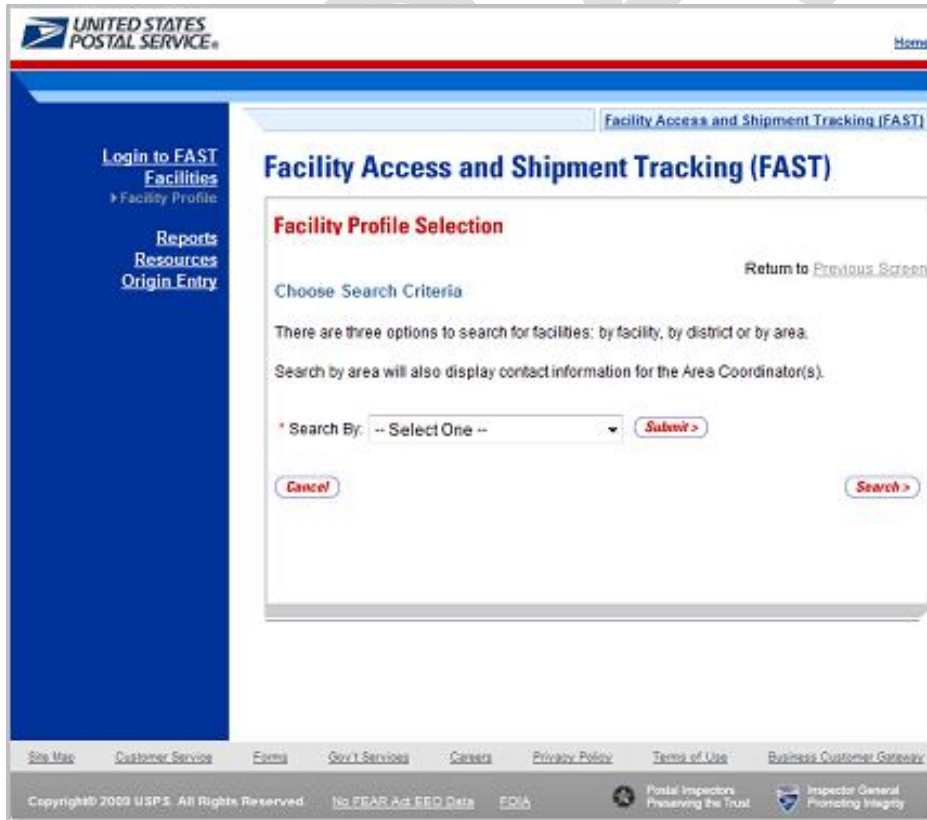 UNITED STATES
POSTAL SERVICE®
Home
Facility Access and Shipment Tracking (FAST)
Login to FAST
Facilities
Facility Profile
Reports
Resources
Origin Entry
Facility Access and Shipment Tracking (FAST)
Facility Profile Selection
Return to Previous Screen
Choose Search Criteria
There are three options to search for facilities: by facility, by district or by area.
Search by area will also display contact information for the Area Coordinator(s).
* Search By: -- Select One -- Submit >
Cancel Search >
Site Map Customer Service Forms Gov't Services Careers Privacy Policy Terms of Use Business Customer Gateway
Copyright© 2009 USPS. All Rights Reserved. No FEAR Act EEO Data FOIA
Postal Inspectors
Preserving the Trust
Inspector General
Promoting Integrity